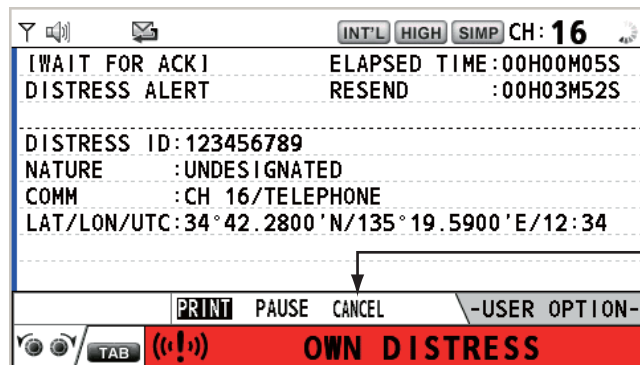 INT'L HIGH SIMP CH: 16
[WAIT FOR ACK] ELAPSED TIME:00H00M05S
DISTRESS ALERT RESEND :00H03M52S
DISTRESS ID:123456789
NATURE :UNDESIGNATED
COMM :CH 16/TELEPHONE
LAT/LON/UTC:34°42.2800'N/135°19.5900'E/12:34
PRINT PAUSE CANCEL -USER OPTION-
TAB OWN DISTRESS